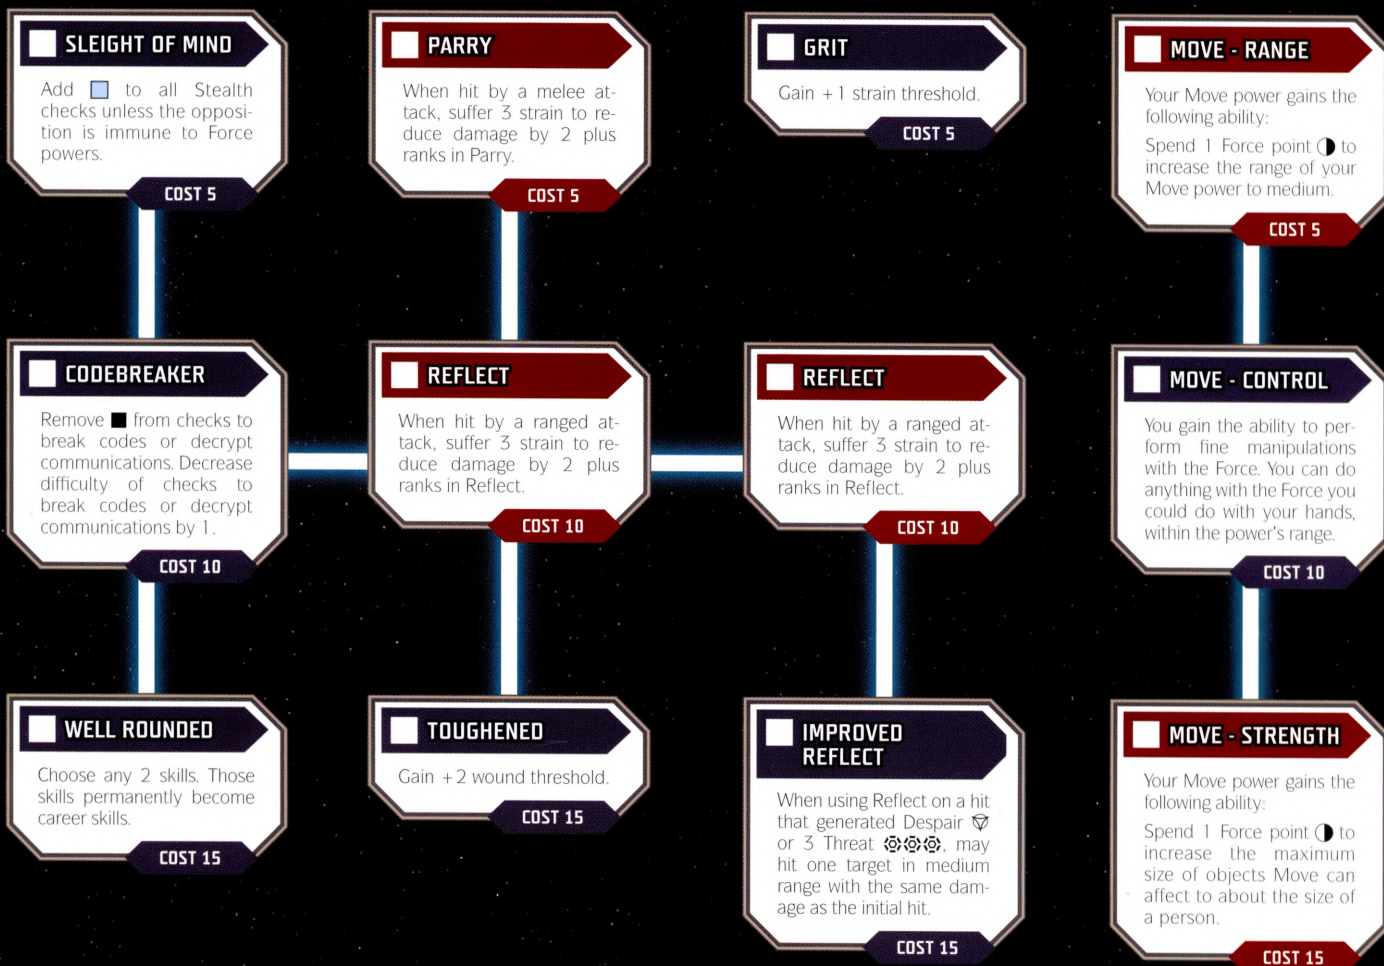 SLEIGHT OF MIND
Add to all Stealth
checks unless the opposi-
tion is immune to Force
powers.
COST 5
PARRY
When hit by a melee at-
tack, suffer 3 strain to re-
duce damage by 2 plus
ranks in Parry.
COST 5
GRIT
Gain +1 strain threshold.
COST 5
MOVE - RANGE
Your Move power gains the
following ability:
Spend 1 Force point to
increase the range of your
Move power to medium.
COST 5
CODEBREAKER
Remove from checks to
break codes or decrypt
communications. Decrease
difficulty of checks to
break codes or decrypt
communications by 1.
COST 10
REFLECT
When hit by a ranged at-
tack, suffer 3 strain to re-
duce damage by 2 plus
ranks in Reflect.
COST 10
REFLECT
When hit by a ranged at-
tack, suffer 3 strain to re-
duce damage by 2 plus
ranks in Reflect.
COST 10
MOVE - CONTROL
You gain the ability to per-
form fine manipulations
with the Force. You can do
anything with the Force you
could do with your hands,
within the power's range.
COST 10
WELL ROUNDED
Choose any 2 skills. Those
skills permanently become
career skills.
COST 15
TOUGHENED
Gain +2 wound threshold.
COST 15
IMPROVED
REFLECT
When using Reflect on a hit
that generated Despair
or 3 Threat , may
hit one target in medium
range with the same dam-
age as the initial hit.
COST 15
MOVE - STRENGTH
Your Move power gains the
following ability:
Spend 1 Force point to
increase the maximum
size of objects Move can
affect to about the size of
a person.
COST 15